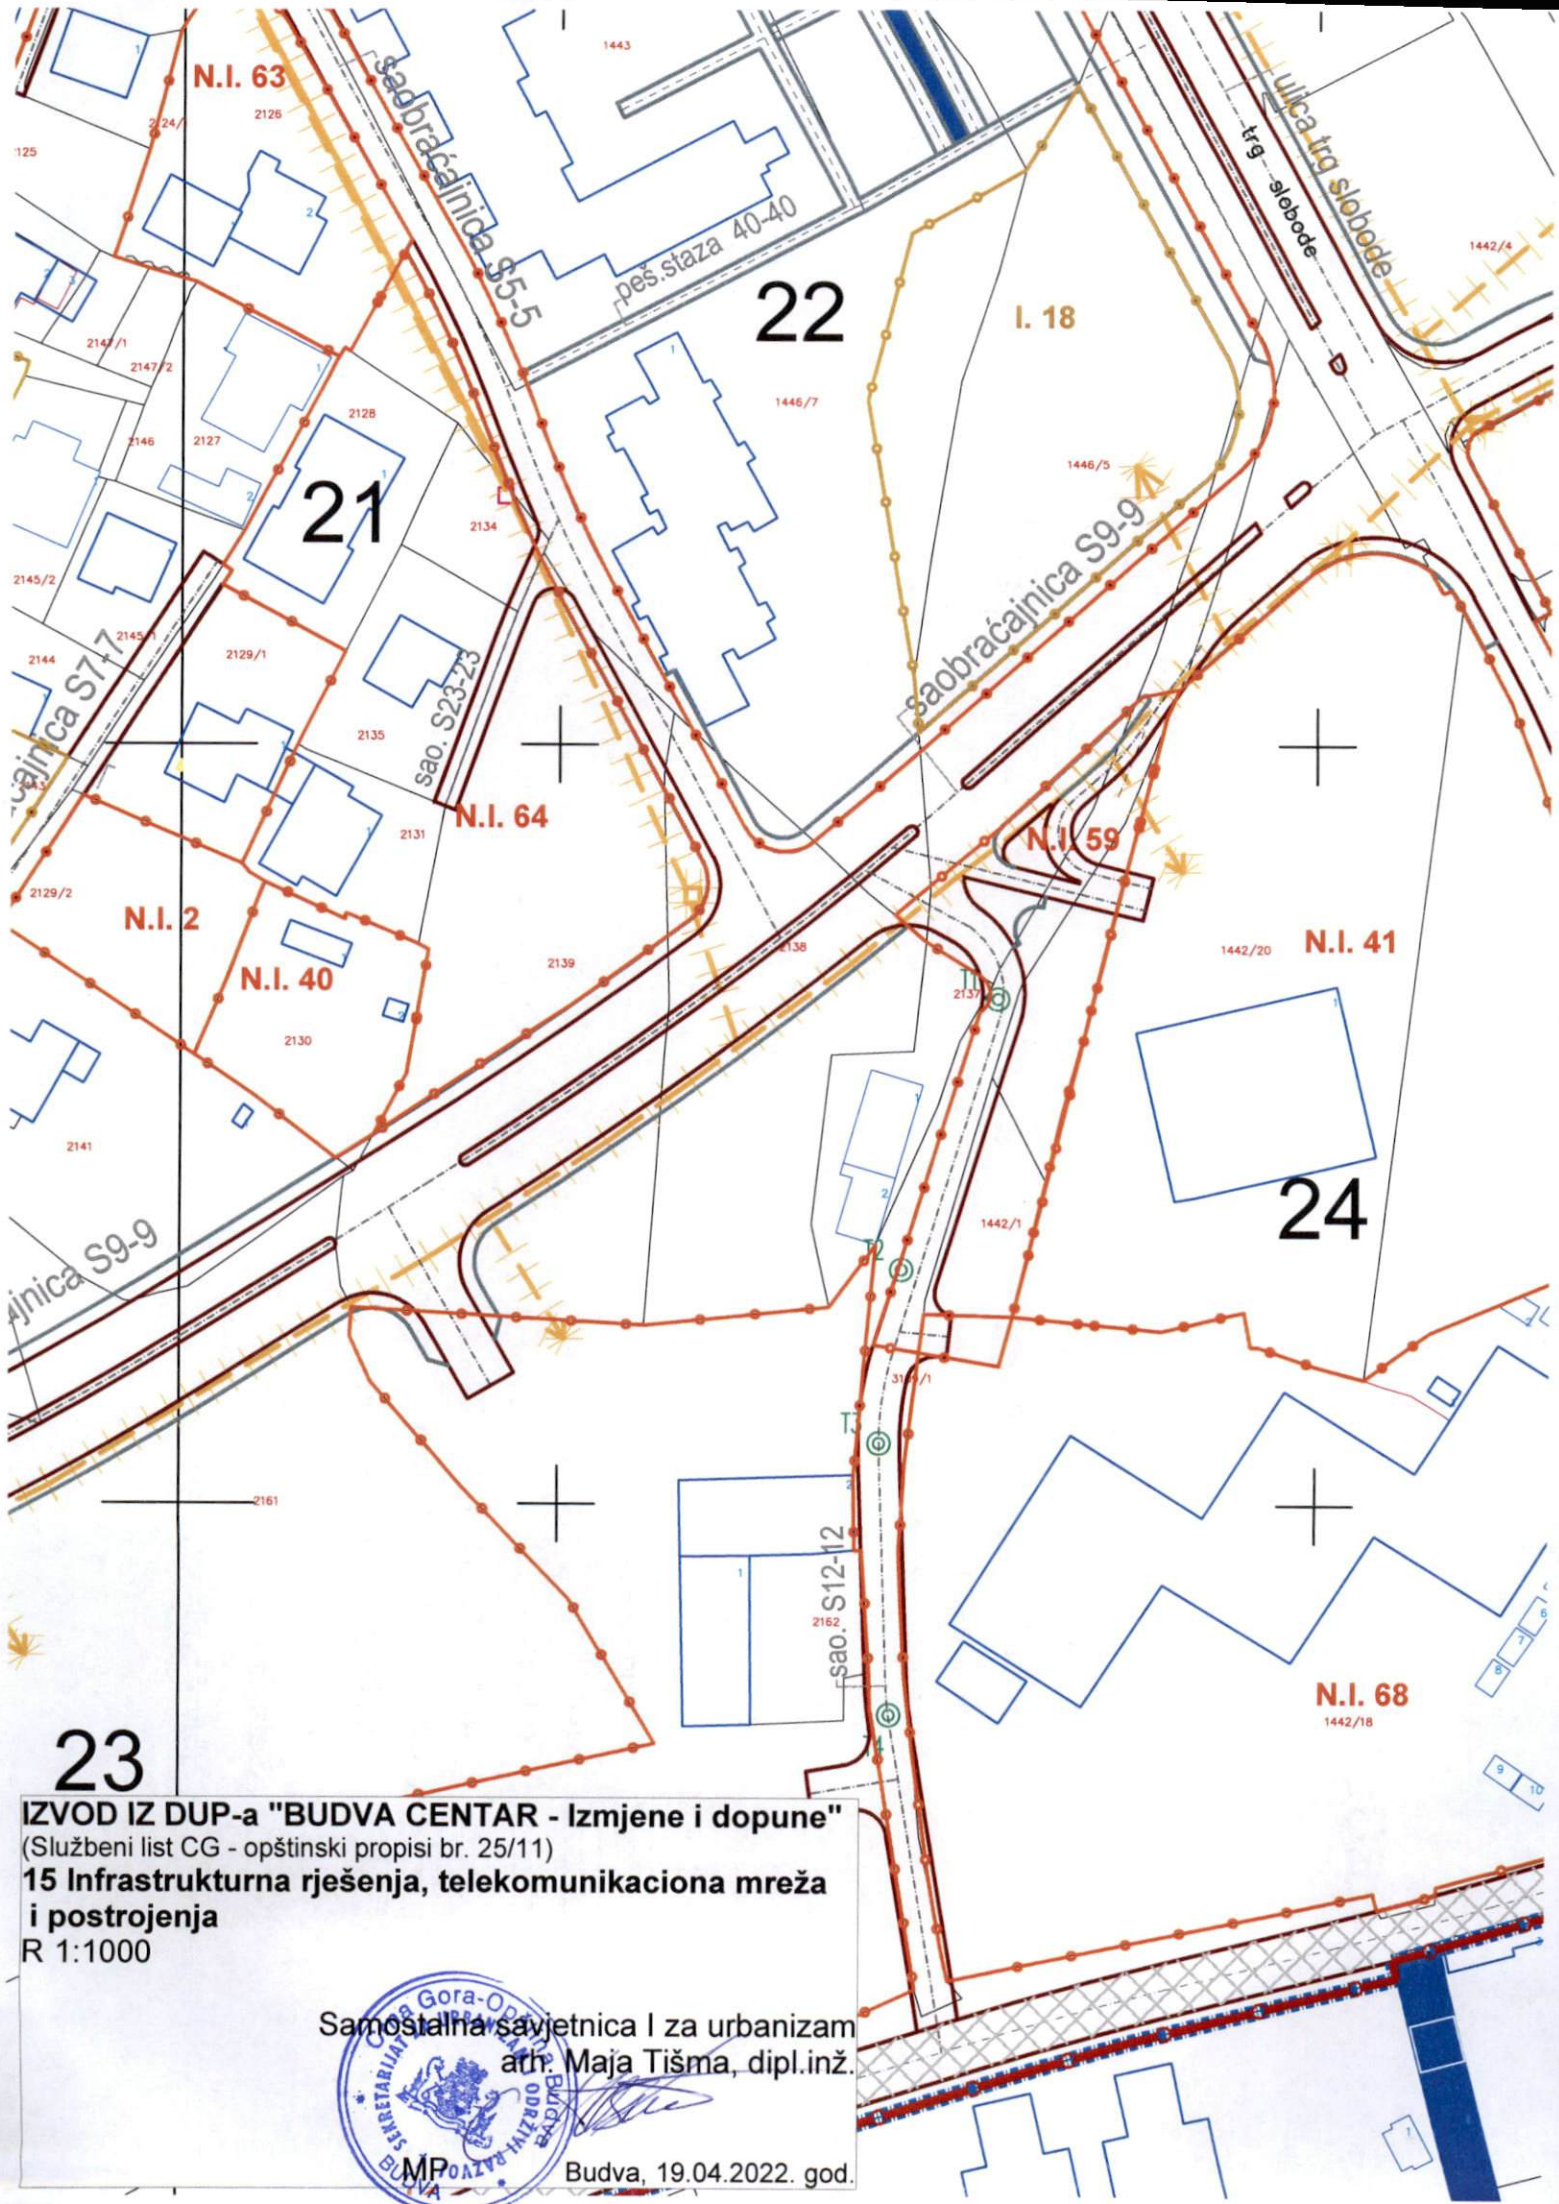 1443
N.I. 63
2126
saobraćajnica S5-5
ulica trg slobode
trg slobode
1442/4
peš.staza 40-40
22
I. 18
2147/1
2147/2
2128
1446/7
2146
2127
1446/5
21
2134
saobraćajnica S9-9
2145/2
2144
2129/1
2135
sao. S23-23
N.I. 64
2131
N.I. 59
2129/2
N.I. 2
N.I. 40
2139
2138
1442/20
N.I. 41
T1
2137
2130
2141
24
1442/1
T2
T3
2161
sao. S12-12
2162
N.I. 68
1442/18
T4
23
IZVOD IZ DUP-a "BUDVA CENTAR - Izmjene i dopune"
(Službeni list CG - opštinski propisi br. 25/11)
15 Infrastrukturna rješenja, telekomunikaciona mreža
i postrojenja
R 1:1000
Samostalna savjetnica I za urbanizam
arh. Maja Tišma, dipl.inž.
MP
Budva, 19.04.2022. god.